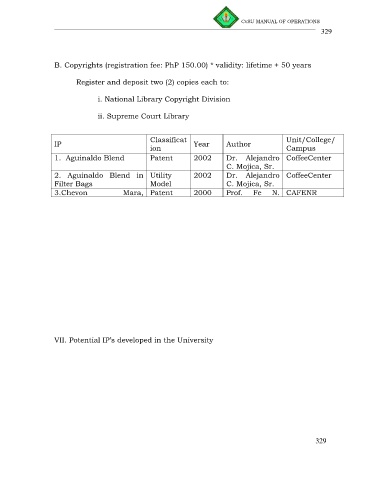 CvSU MANUAL OF OPERATIONS
329
B. Copyrights (registration fee: PhP 150.00) * validity: lifetime + 50 years
Register and deposit two (2) copies each to:
i. National Library Copyright Division
ii. Supreme Court Library
IP Classificat ion Year Author Unit/College/ Campus
1. Aguinaldo Blend Patent 2002 Dr. Alejandro CoffeeCenter
C. Mojica, Sr.
2. Aguinaldo Blend in Utility 2002 Dr. Alejandro CoffeeCenter
Filter Bags Model C. Mojica, Sr.
3.Chevon Mara, Patent 2000 Prof. Fe N. CAFENR
VII. Potential IP's developed in the University
329